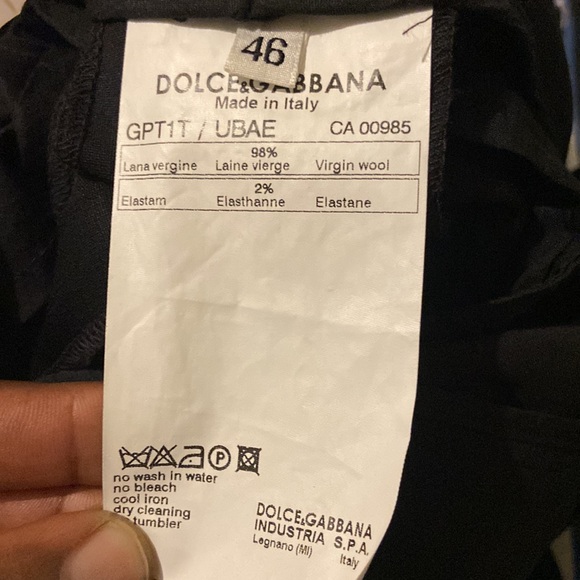 46
DOLCE&GABBANA
Made in Italy
GPT1T / UBAE CA 00985
98%
Lana vergine Laine vierge Virgin wool
2%
Elastam Elasthanne Elastane
P
no wash in water
no bleach
cool iron
dry cleaning
tumbler
DOLCE&GABBANA
INDUSTRIA S.P.A.
Legnano (MI)
Italy